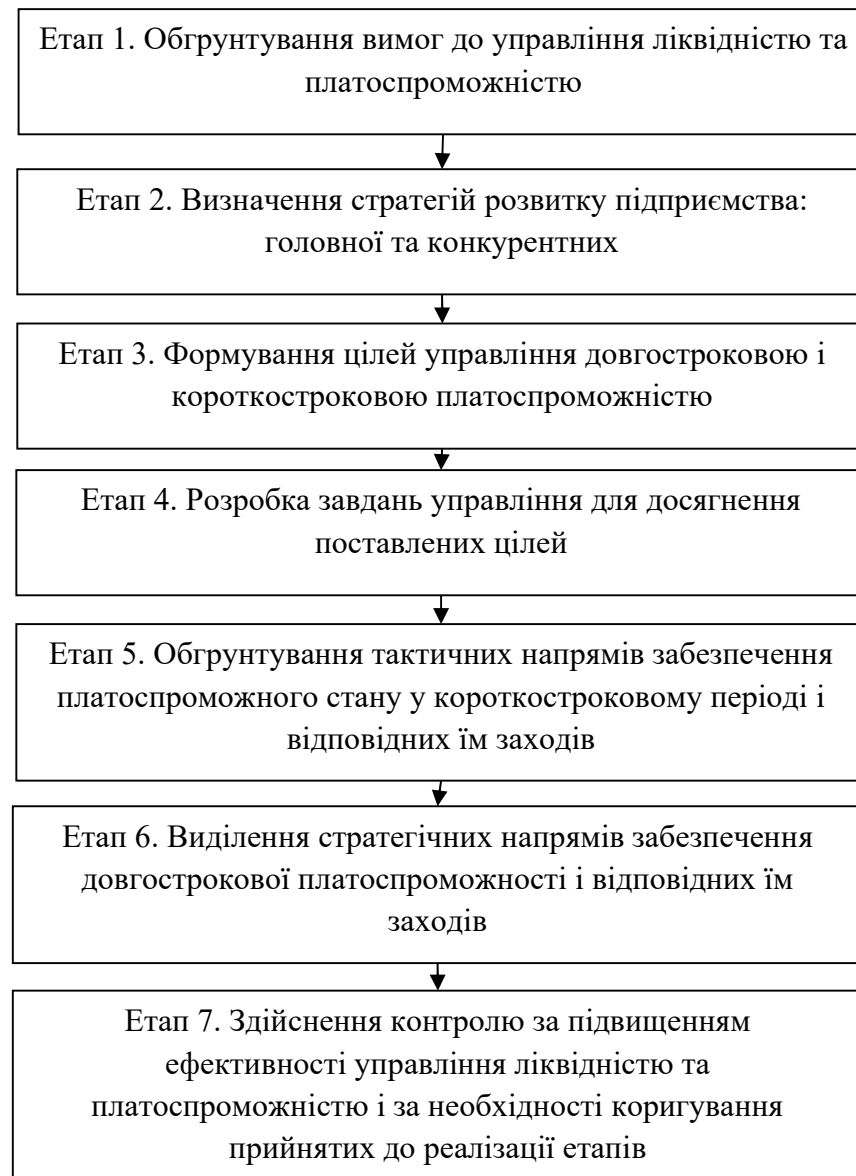 Етап 1. Обгрунтування вимог до управління ліквідністю та
платоспроможністю
Етап 2. Визначення стратегій розвитку підприємства:
головної та конкурентних
Етап 3. Формування цілей управління довгостроковою і
короткостроковою платоспроможністю
Етап 4. Розробка завдань управління для досягнення
поставлених цілей
Етап 5. Обгрунтування тактичних напрямів забезпечення
платоспроможного стану у короткостроковому періоді і
відповідних їм заходів
Етап 6. Виділення стратегічних напрямів забезпечення
довгострокової платоспроможності і відповідних їм
заходів
Етап 7. Здійснення контролю за підвищенням
ефективності управління ліквідністю та
платоспроможністю і за необхідності коригування
прийнятих до реалізації етапів